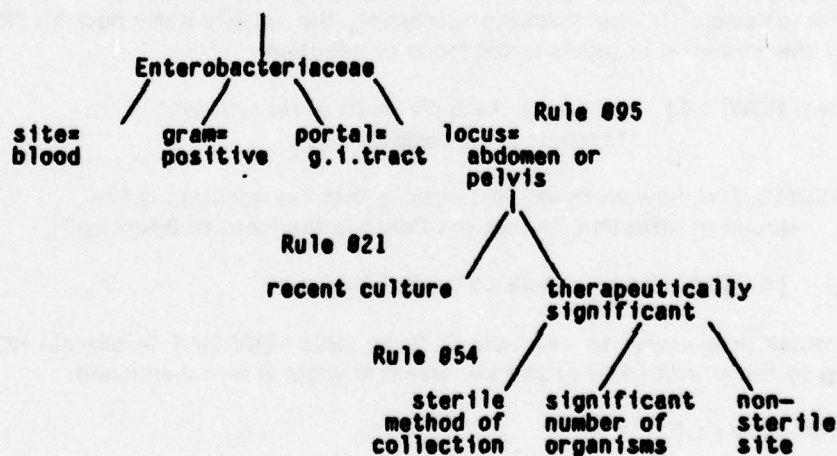 Enterobacteriaceae
Rule 095
site= gram= portal= locus=
blood positive g.i.tract abdomen or
pelvis
Rule 021
recent culture therapeutically
significant
Rule 054
sterile significant non-
method of number of sterile
collection organisms site